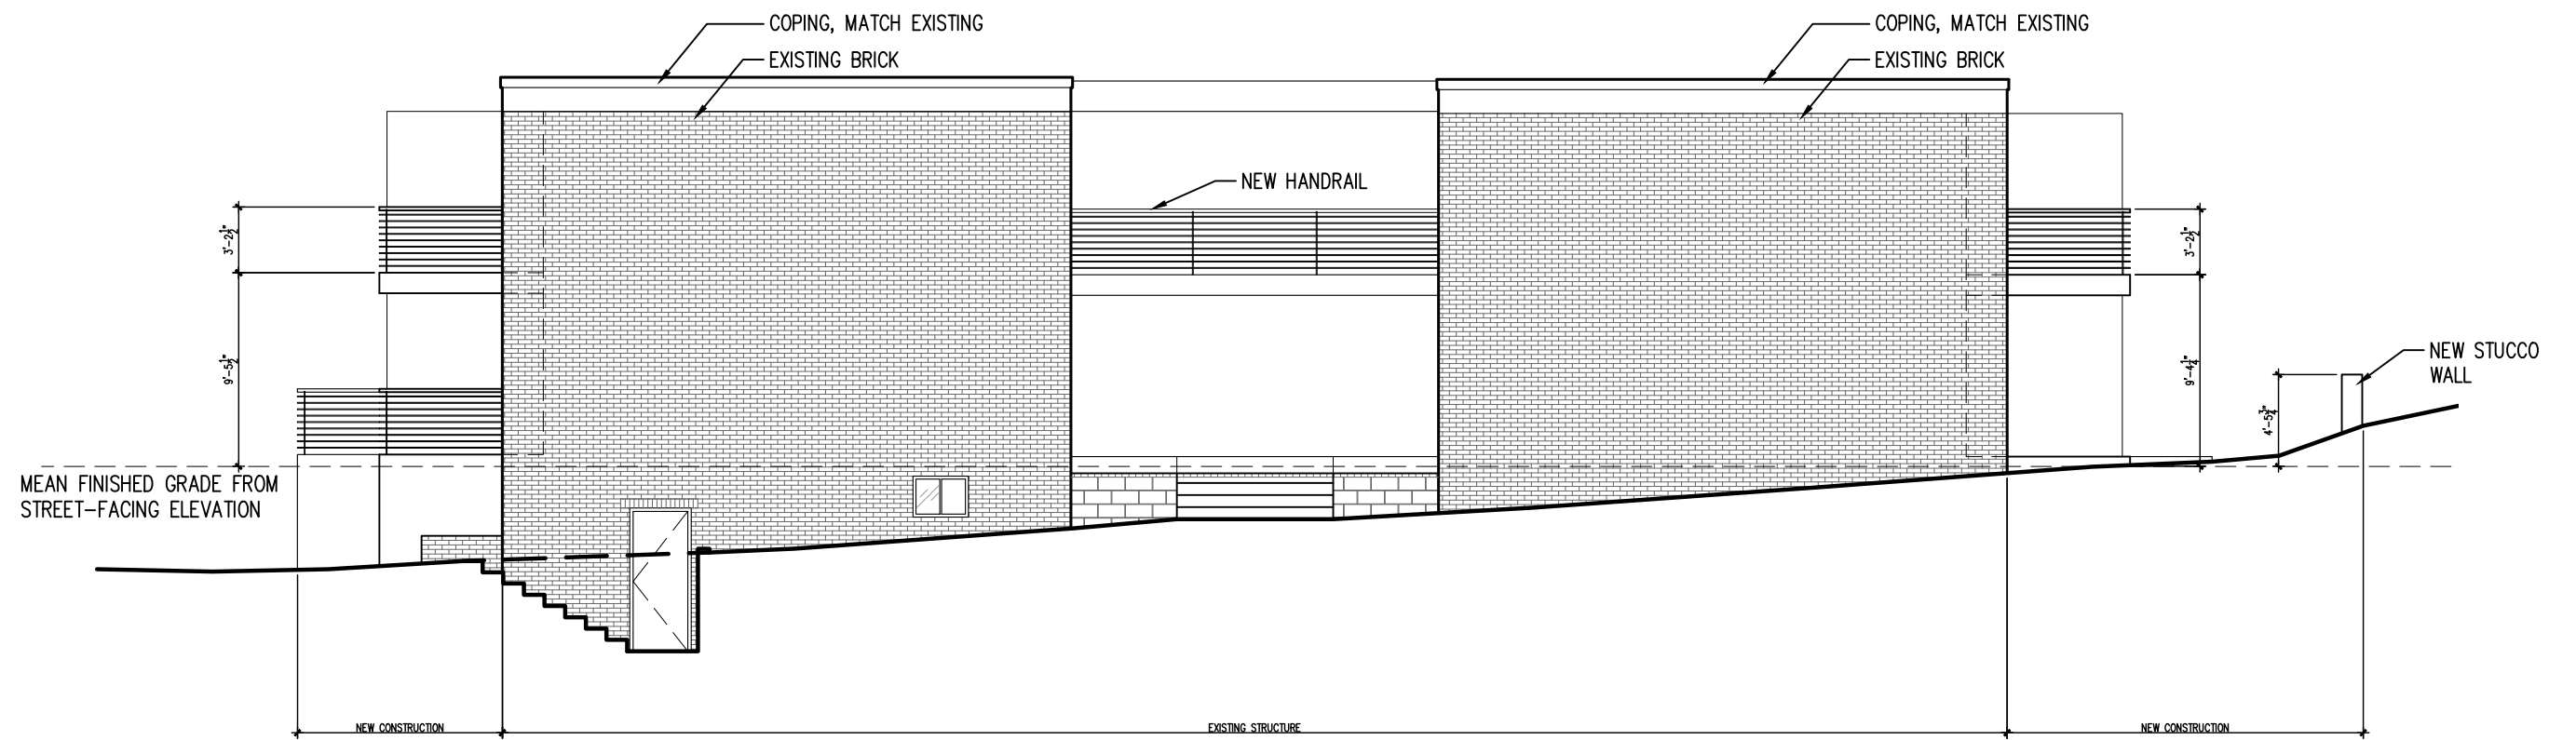 COPING, MATCH EXISTING
EXISTING BRICK
COPING, MATCH EXISTING
EXISTING BRICK
NEW HANDRAIL
3'-2½"
3'-2½"
9'-5½"
9'-4¼"
NEW STUCCO
WALL
4'-5¾"
MEAN FINISHED GRADE FROM
STREET-FACING ELEVATION
NEW CONSTRUCTION
EXISTING STRUCTURE
NEW CONSTRUCTION